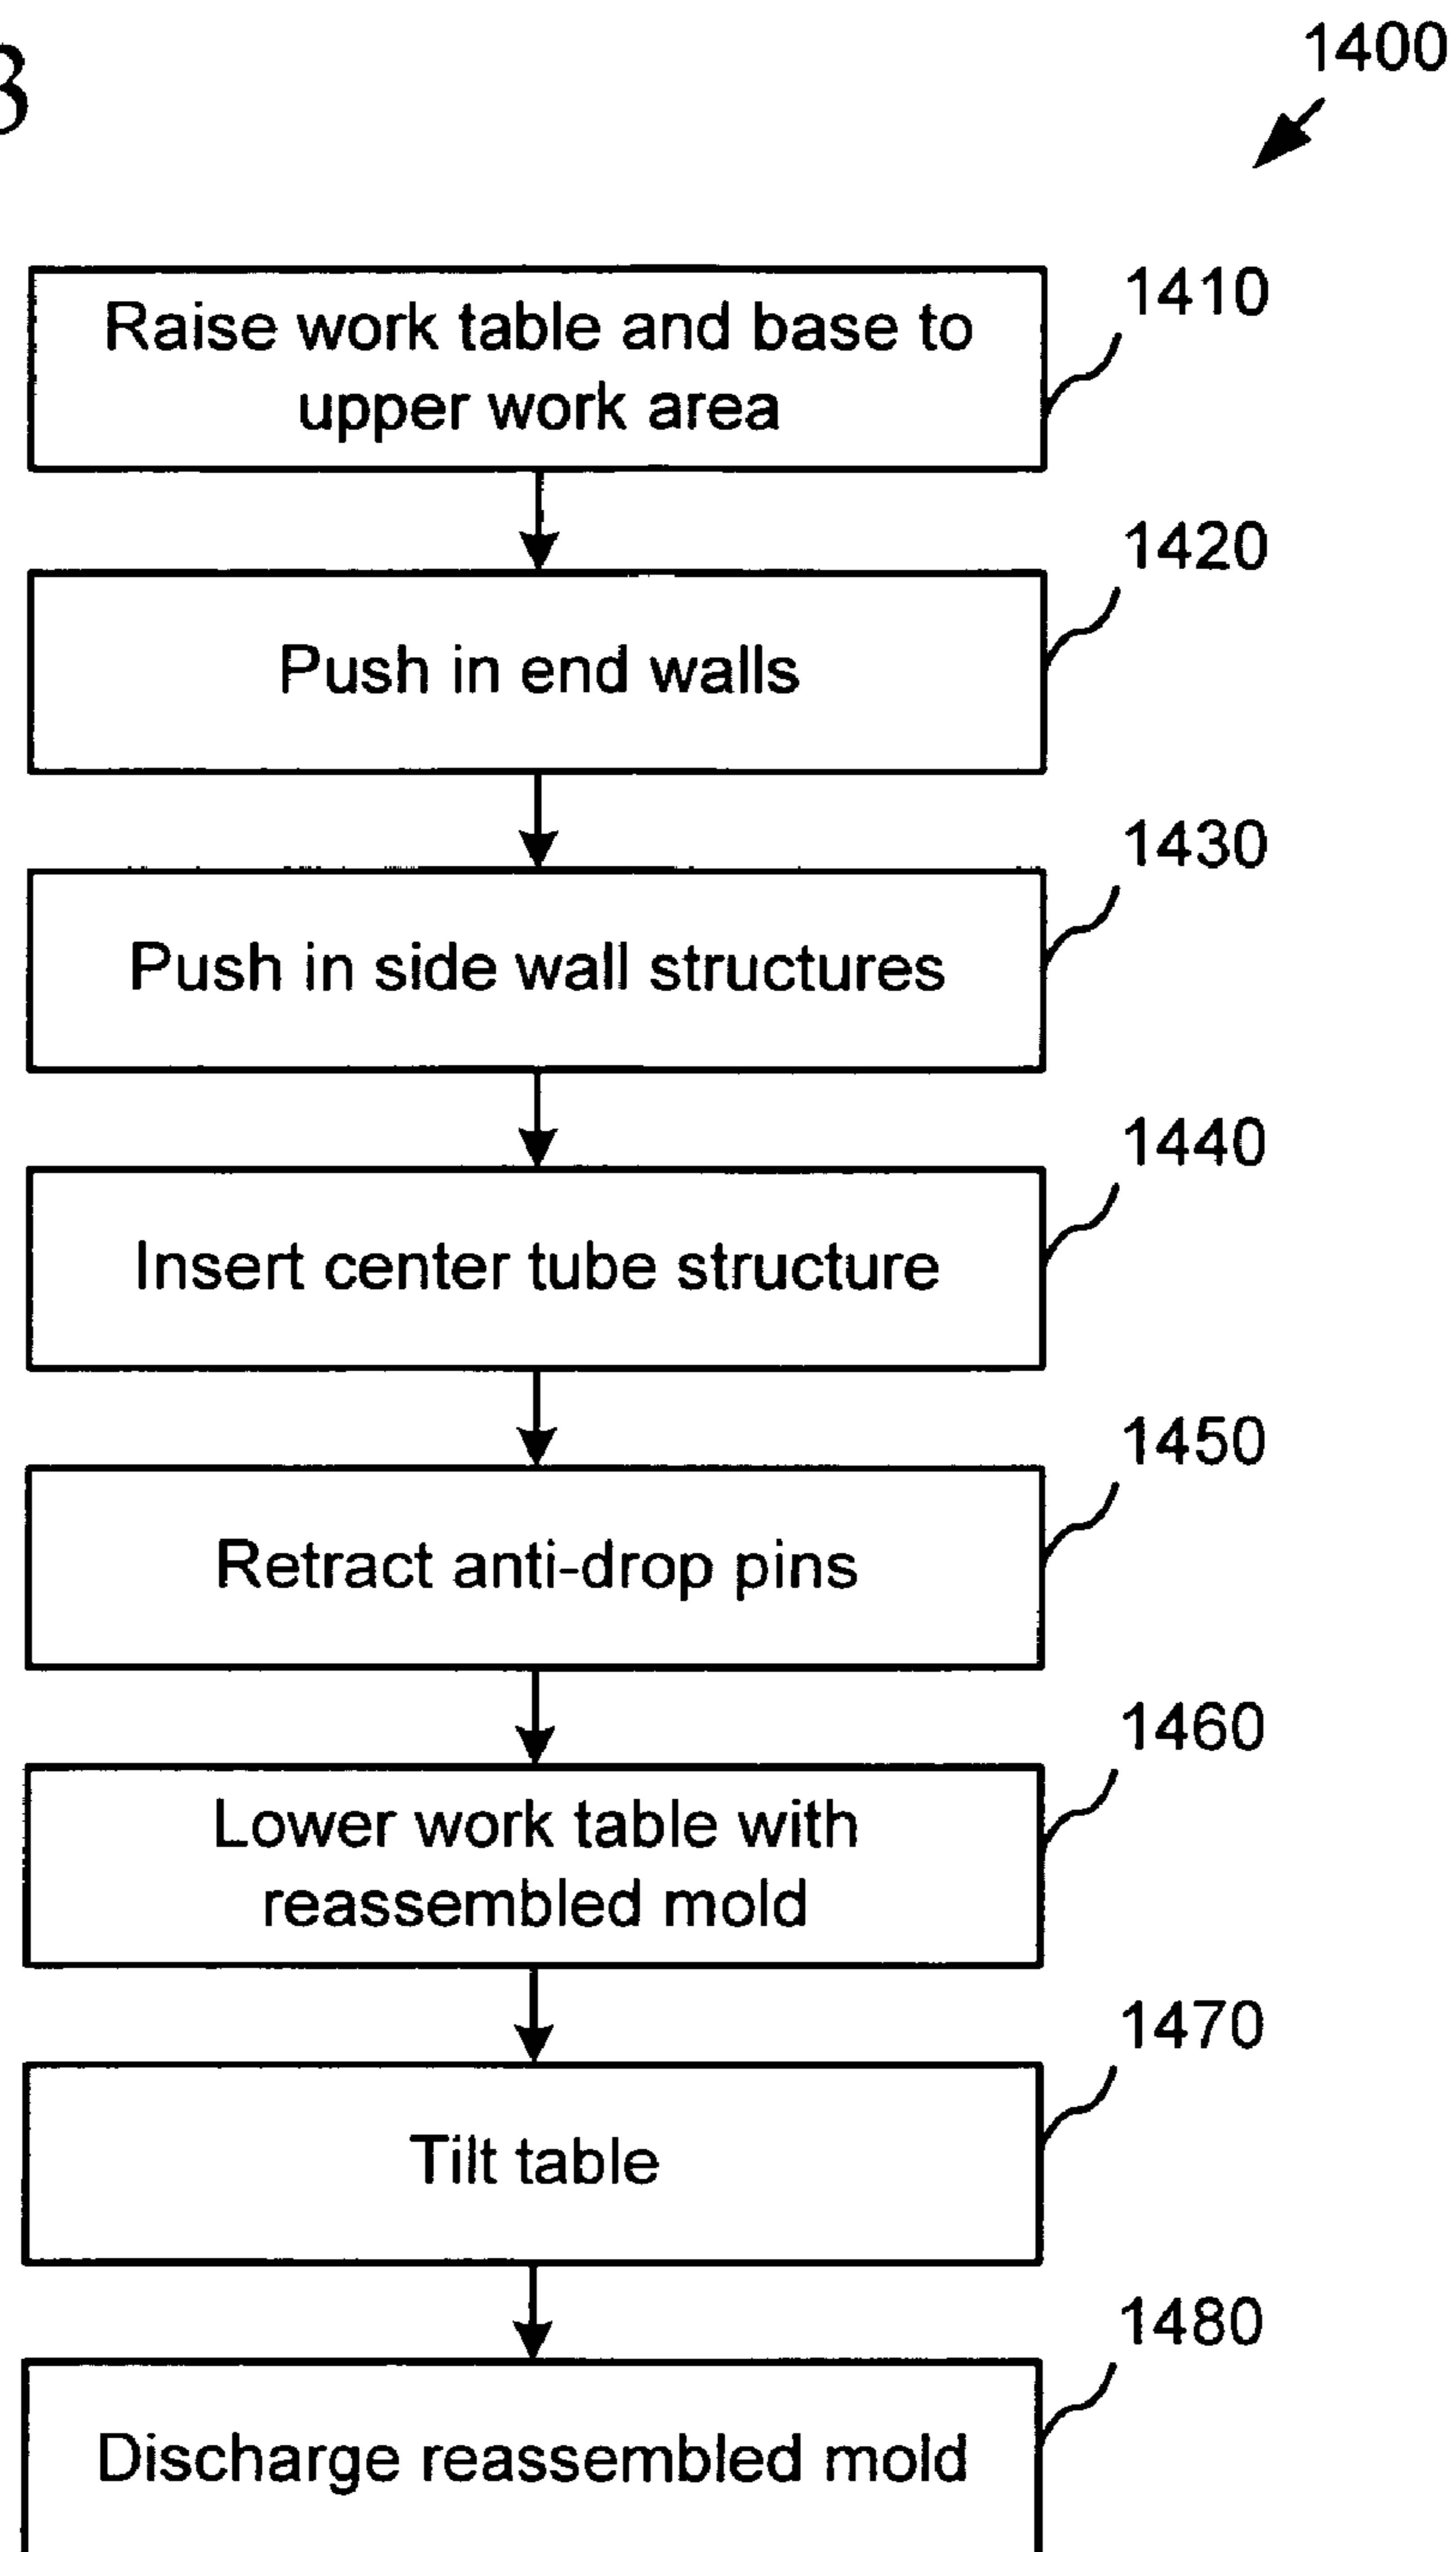 1400
Raise work table and base to
upper work area
1410
Push in end walls
1420
Push in side wall structures
1430
Insert center tube structure
1440
Retract anti-drop pins
1450
Lower work table with
reassembled mold
1460
Tilt table
1470
Discharge reassembled mold
1480